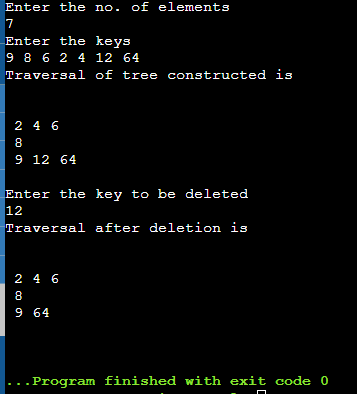 Enter the no. of elements
7
Enter the keys
9 8 6 2 4 12 64
Traversal of tree constructed is
2 4 6
8
9 12 64
Enter the key to be deleted
12
Traversal after deletion is
2 4 6
8
9 64
...Program finished with exit code 0